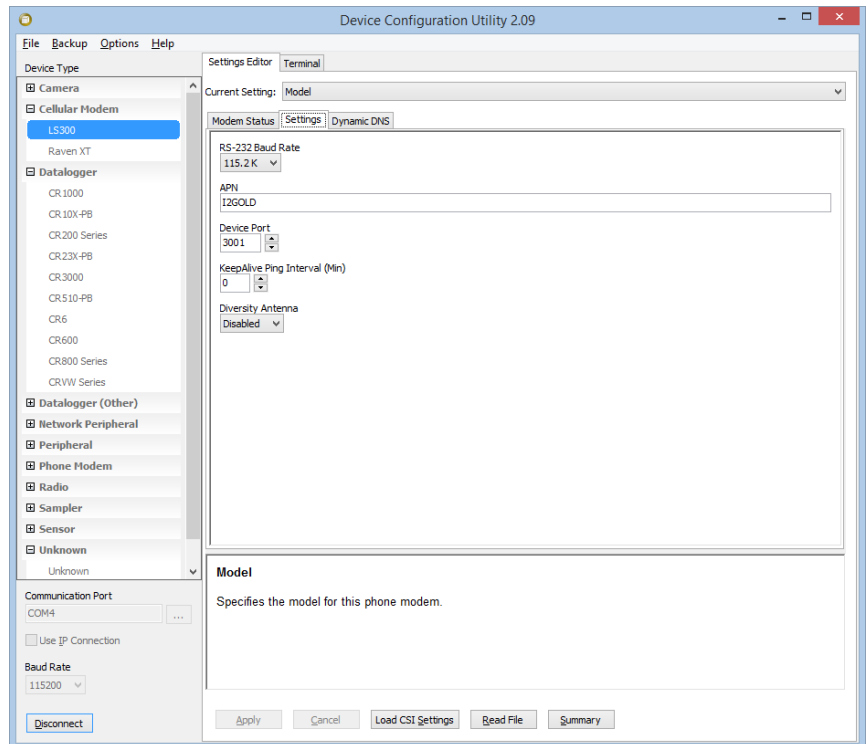 Device Configuration Utility 2.09
File Backup Options Help
Device Type
Camera
Cellular Modem
LS300
Raven XT
Datalogger
CR1000
CR10X-PB
CR200 Series
CR23X-PB
CR3000
CR510-PB
CR6
CR600
CR800 Series
CRVW Series
Datalogger (Other)
Network Peripheral
Peripheral
Phone Modem
Radio
Sampler
Sensor
Unknown
Unknown
Communication Port
COM4
...
Use IP Connection
Baud Rate
115200
Disconnect
Settings Editor Terminal
Current Setting: Model
Modem Status Settings Dynamic DNS
RS-232 Baud Rate
115.2 K
APN
I2GOLD
Device Port
3001
KeepAlive Ping Interval (Min)
0
Diversity Antenna
Disabled
Model
Specifies the model for this phone modem.
Apply Cancel Load CSI Settings Read File Summary